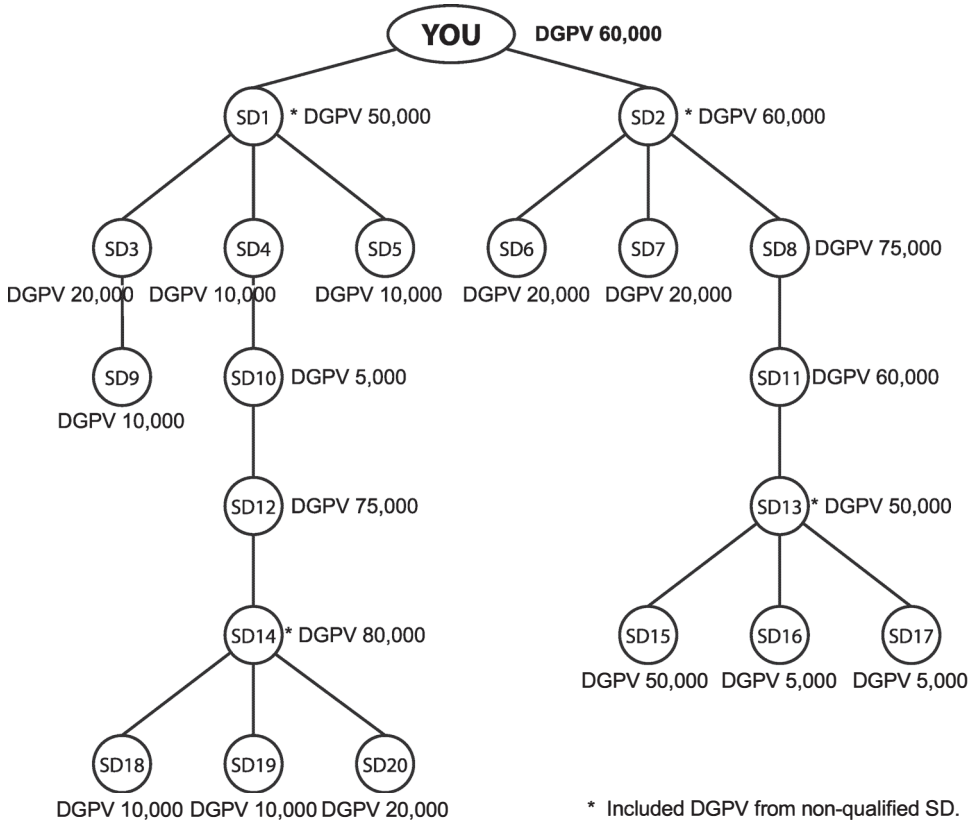 YOU DGPV 60,000
SD1 * DGPV 50,000
SD2 * DGPV 60,000
SD3
SD4
SD5
SD6
SD7
SD8 DGPV 75,000
DGPV 20,000
DGPV 10,000
DGPV 10,000
DGPV 20,000
DGPV 20,000
SD9
SD10 DGPV 5,000
SD11 DGPV 60,000
DGPV 10,000
SD12 DGPV 75,000
SD13 * DGPV 50,000
SD14 * DGPV 80,000
SD15
SD16
SD17
DGPV 50,000
DGPV 5,000
DGPV 5,000
SD18
SD19
SD20
DGPV 10,000
DGPV 10,000
DGPV 20,000
* Included DGPV from non-qualified SD.